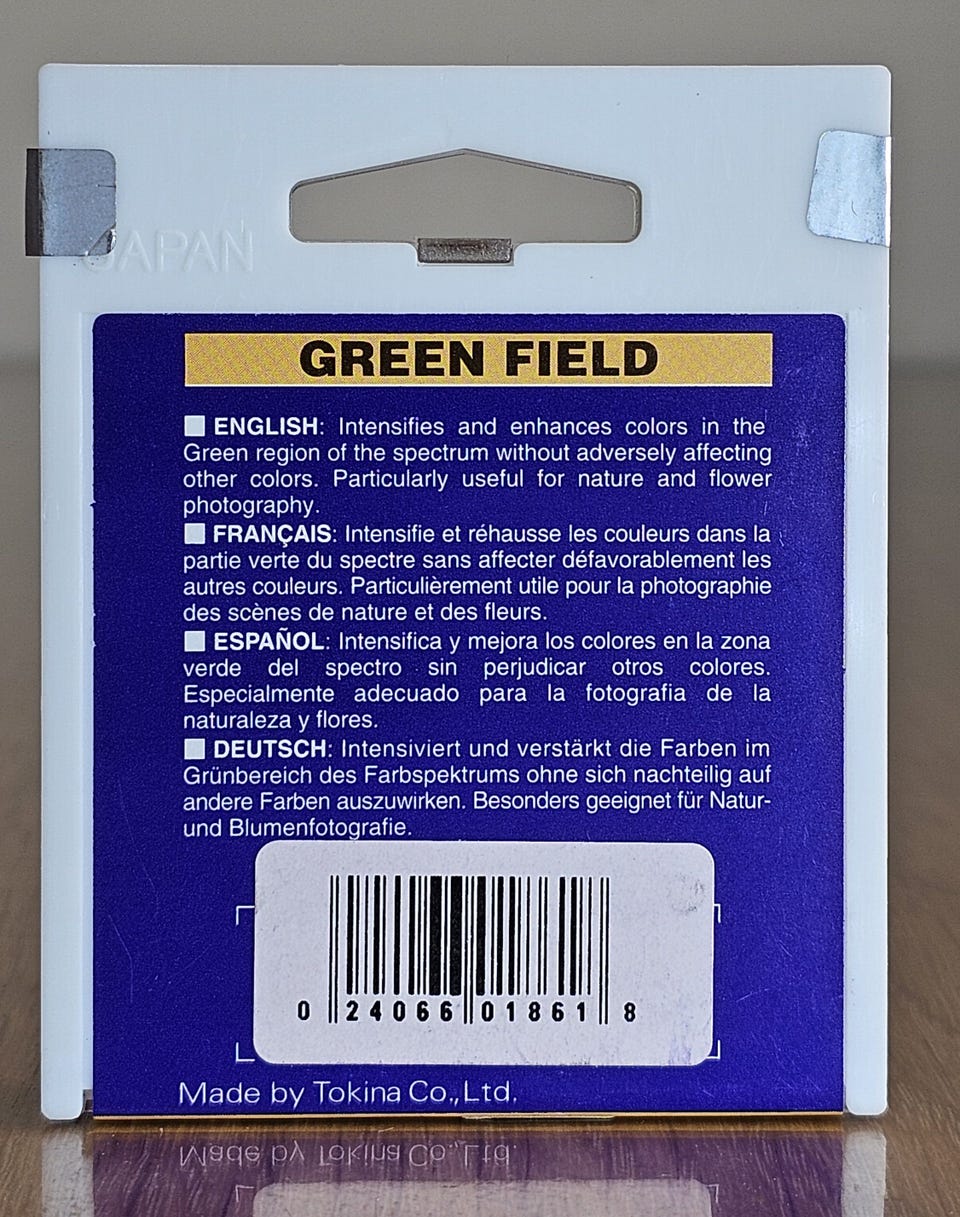 JAPAN
GREEN FIELD
ENGLISH: Intensifies and enhances colors in the
Green region of the spectrum without adversely affecting
other colors. Particularly useful for nature and flower
photography.
FRANÇAIS: Intensifie et réhausse les couleurs dans la
partie verte du spectre sans affecter défavorablement les
autres couleurs. Particulièrement utile pour la photographie
des scènes de nature et des fleurs.
ESPAÑOL: Intensifica y mejora los colores en la zona
verde del spectro sin perjudicar otros colores.
Especialmente adecuado para la fotografia de la
naturaleza y flores.
DEUTSCH: Intensiviert und verstärkt die Farben im
Grünbereich des Farbspektrums ohne sich nachteilig auf
andere Farben auszuwirken. Besonders geeignet für Natur-
und Blumenfotografie.
0 24066 01861 8
Made by Tokina Co.,Ltd.